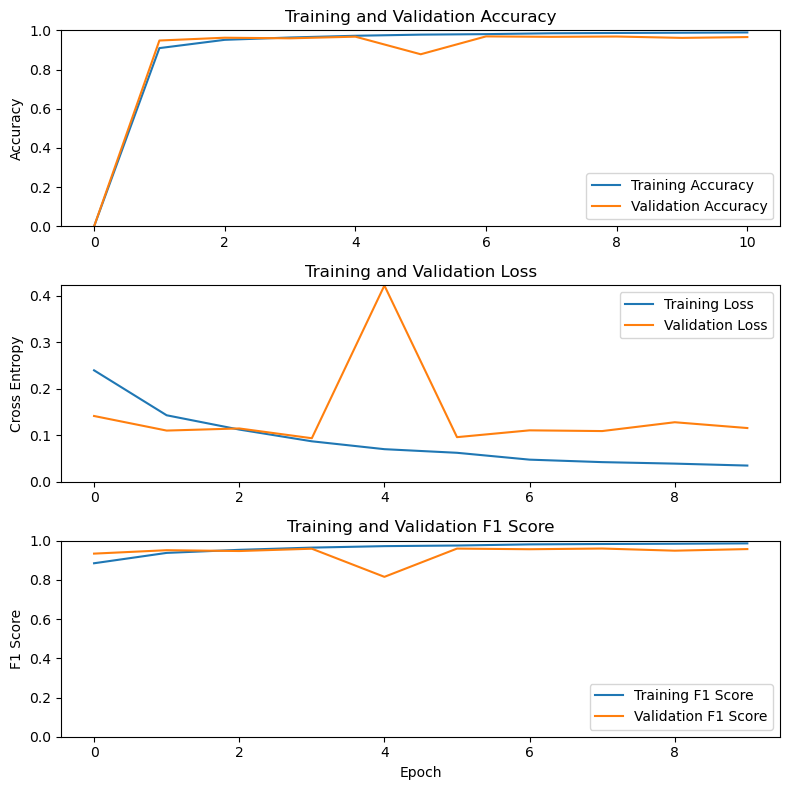 Training and Validation Accuracy
1.0
0.8
0.6
0.4
0.2
0.0
Accuracy
Training Accuracy
Validation Accuracy
0 2 4 6 8 10
Training and Validation Loss
0.4
0.3
0.2
0.1
0.0
Cross Entropy
Training Loss
Validation Loss
0 2 4 6 8
Training and Validation F1 Score
1.0
0.8
0.6
0.4
0.2
0.0
F1 Score
Training F1 Score
Validation F1 Score
0 2 4 6 8
Epoch